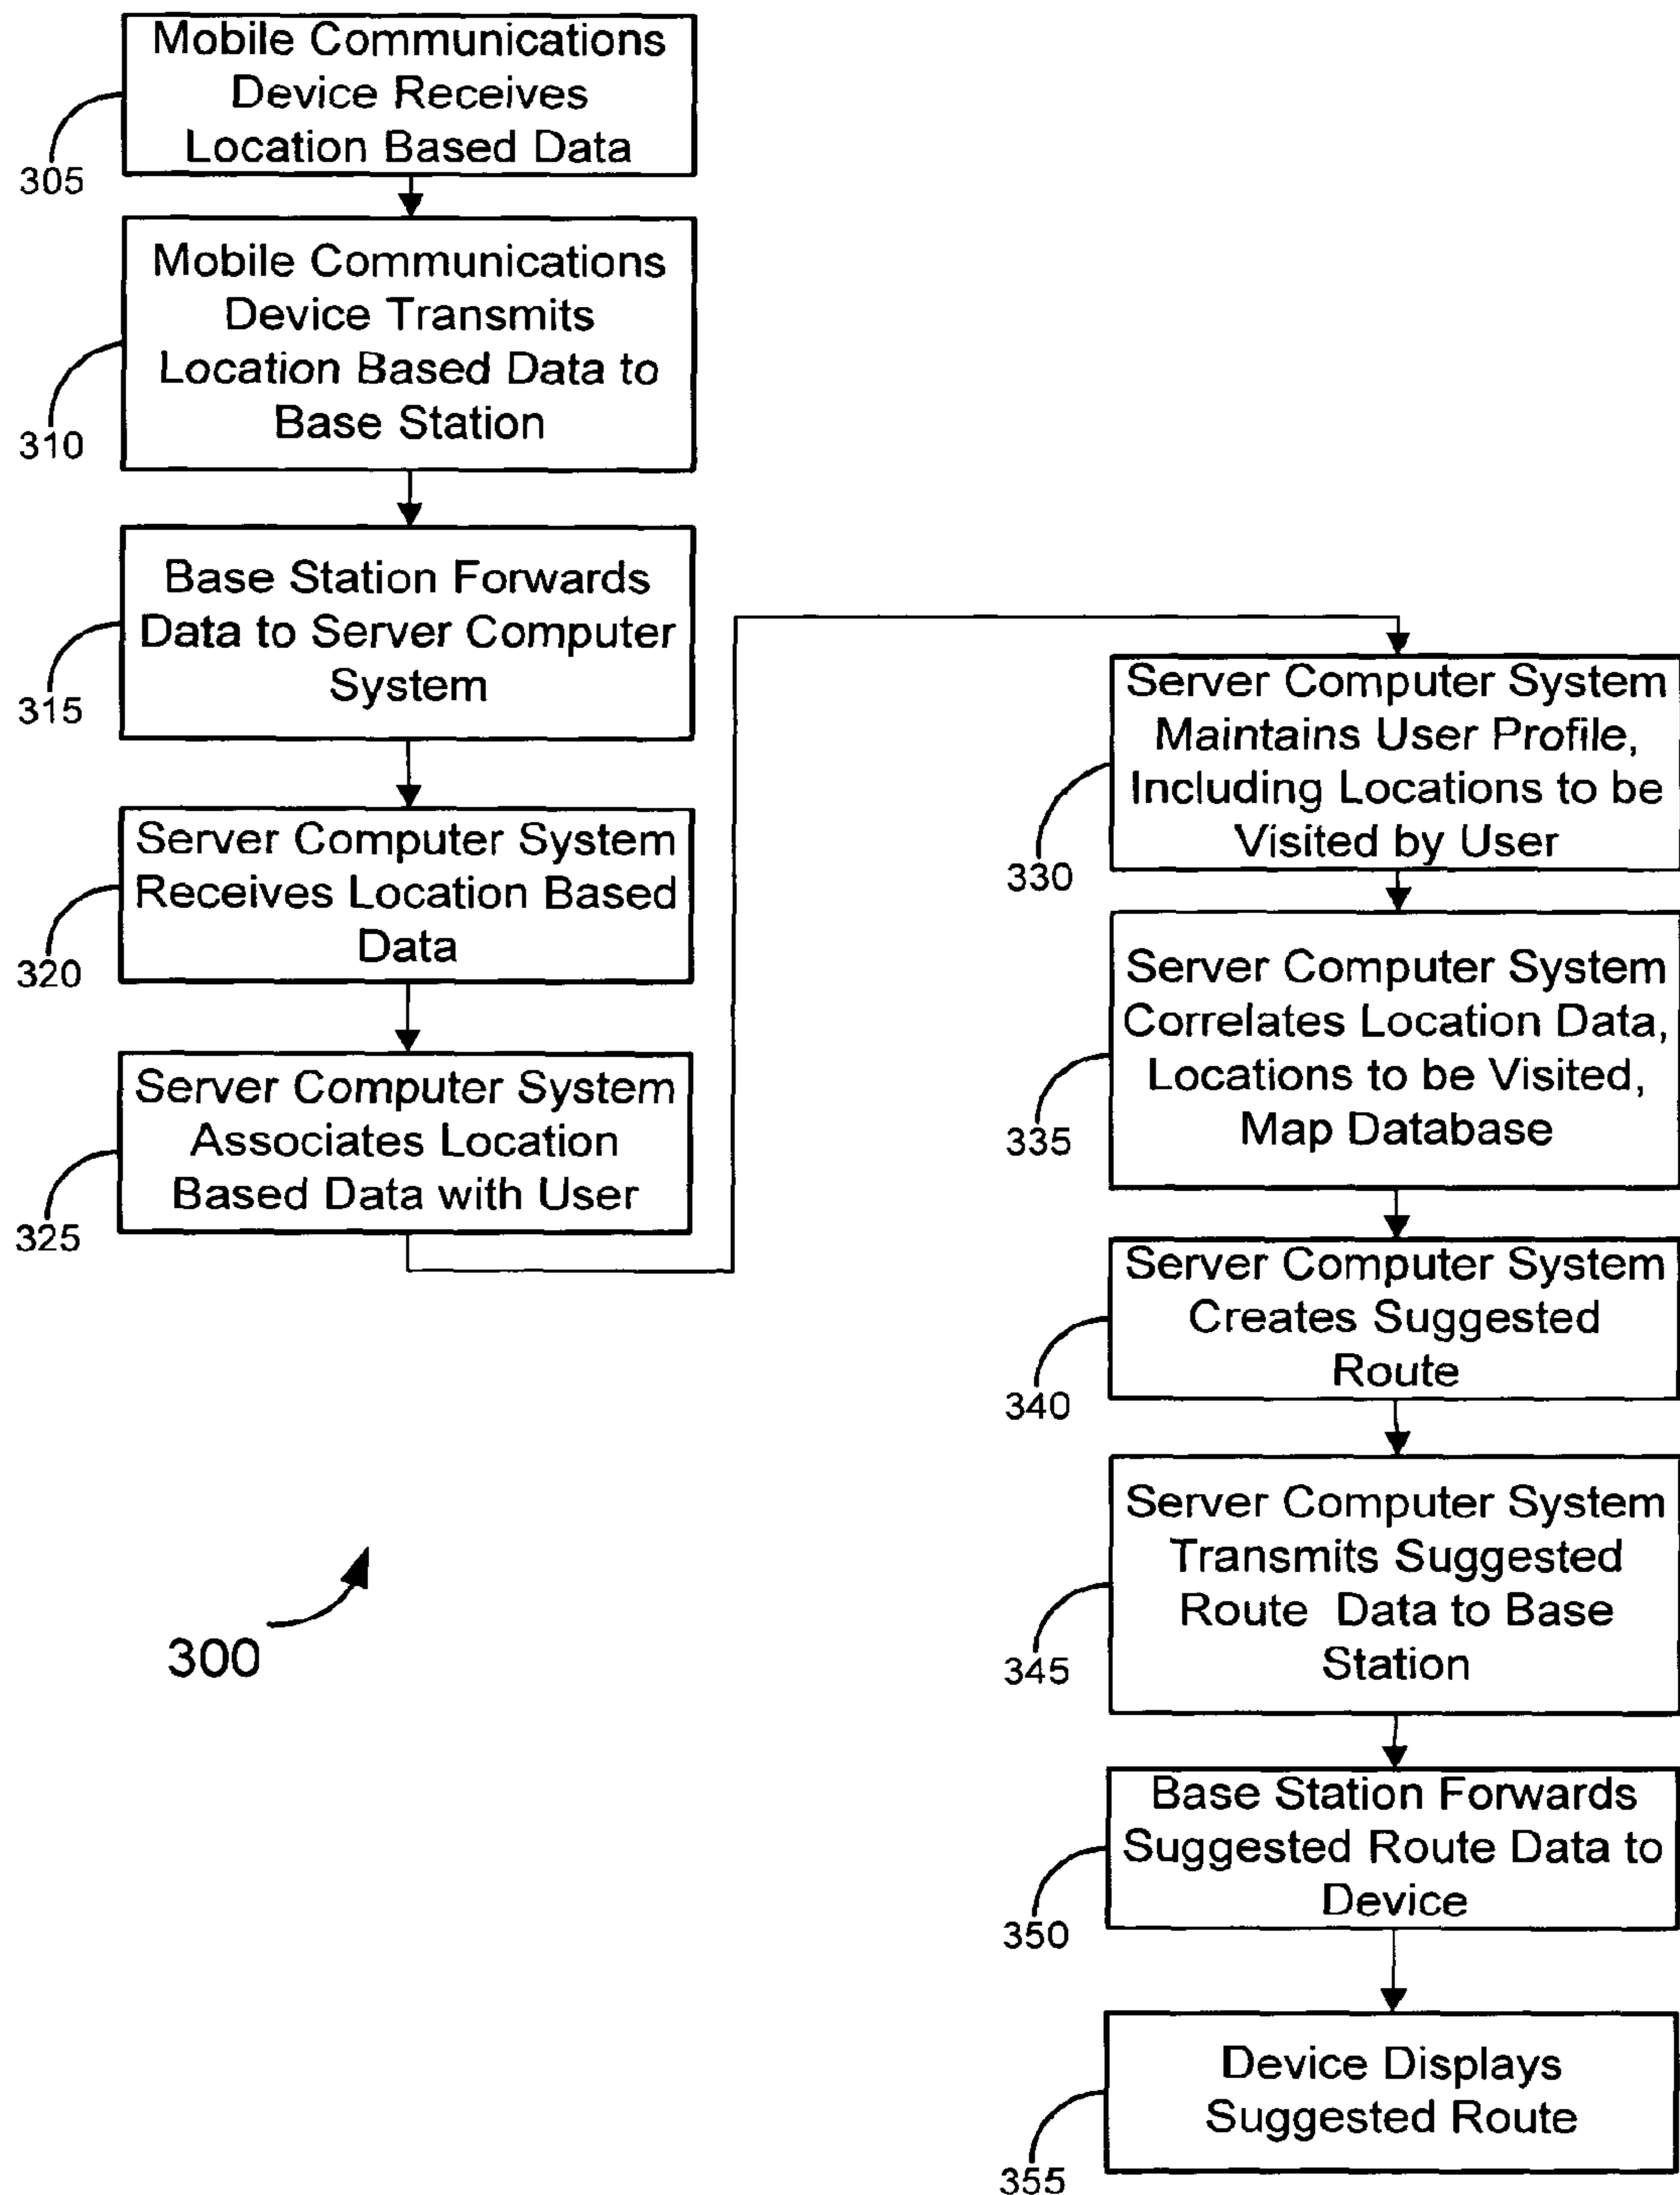 Mobile Communications
Device Receives
Location Based Data
305
Mobile Communications
Device Transmits
Location Based Data to
Base Station
310
Base Station Forwards
Data to Server Computer
System
315
Server Computer System
Receives Location Based
Data
320
Server Computer System
Associates Location
Based Data with User
325
300
Server Computer System
Maintains User Profile,
Including Locations to be
Visited by User
330
Server Computer System
Correlates Location Data,
Locations to be Visited,
Map Database
335
Server Computer System
Creates Suggested
Route
340
Server Computer System
Transmits Suggested
Route Data to Base
Station
345
Base Station Forwards
Suggested Route Data to
Device
350
Device Displays
Suggested Route
355